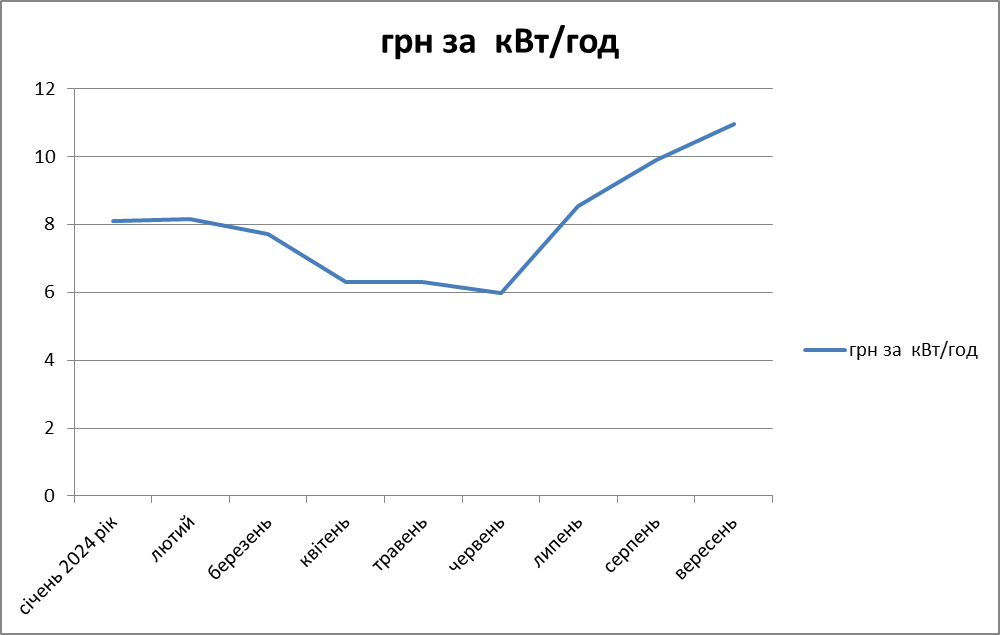 грн за  кВт/год
12
10
8
6
4
2
0
січень 2024 рік
лютий
березень
квітень
травень
червень
липень
серпень
вересень
грн за  кВт/год